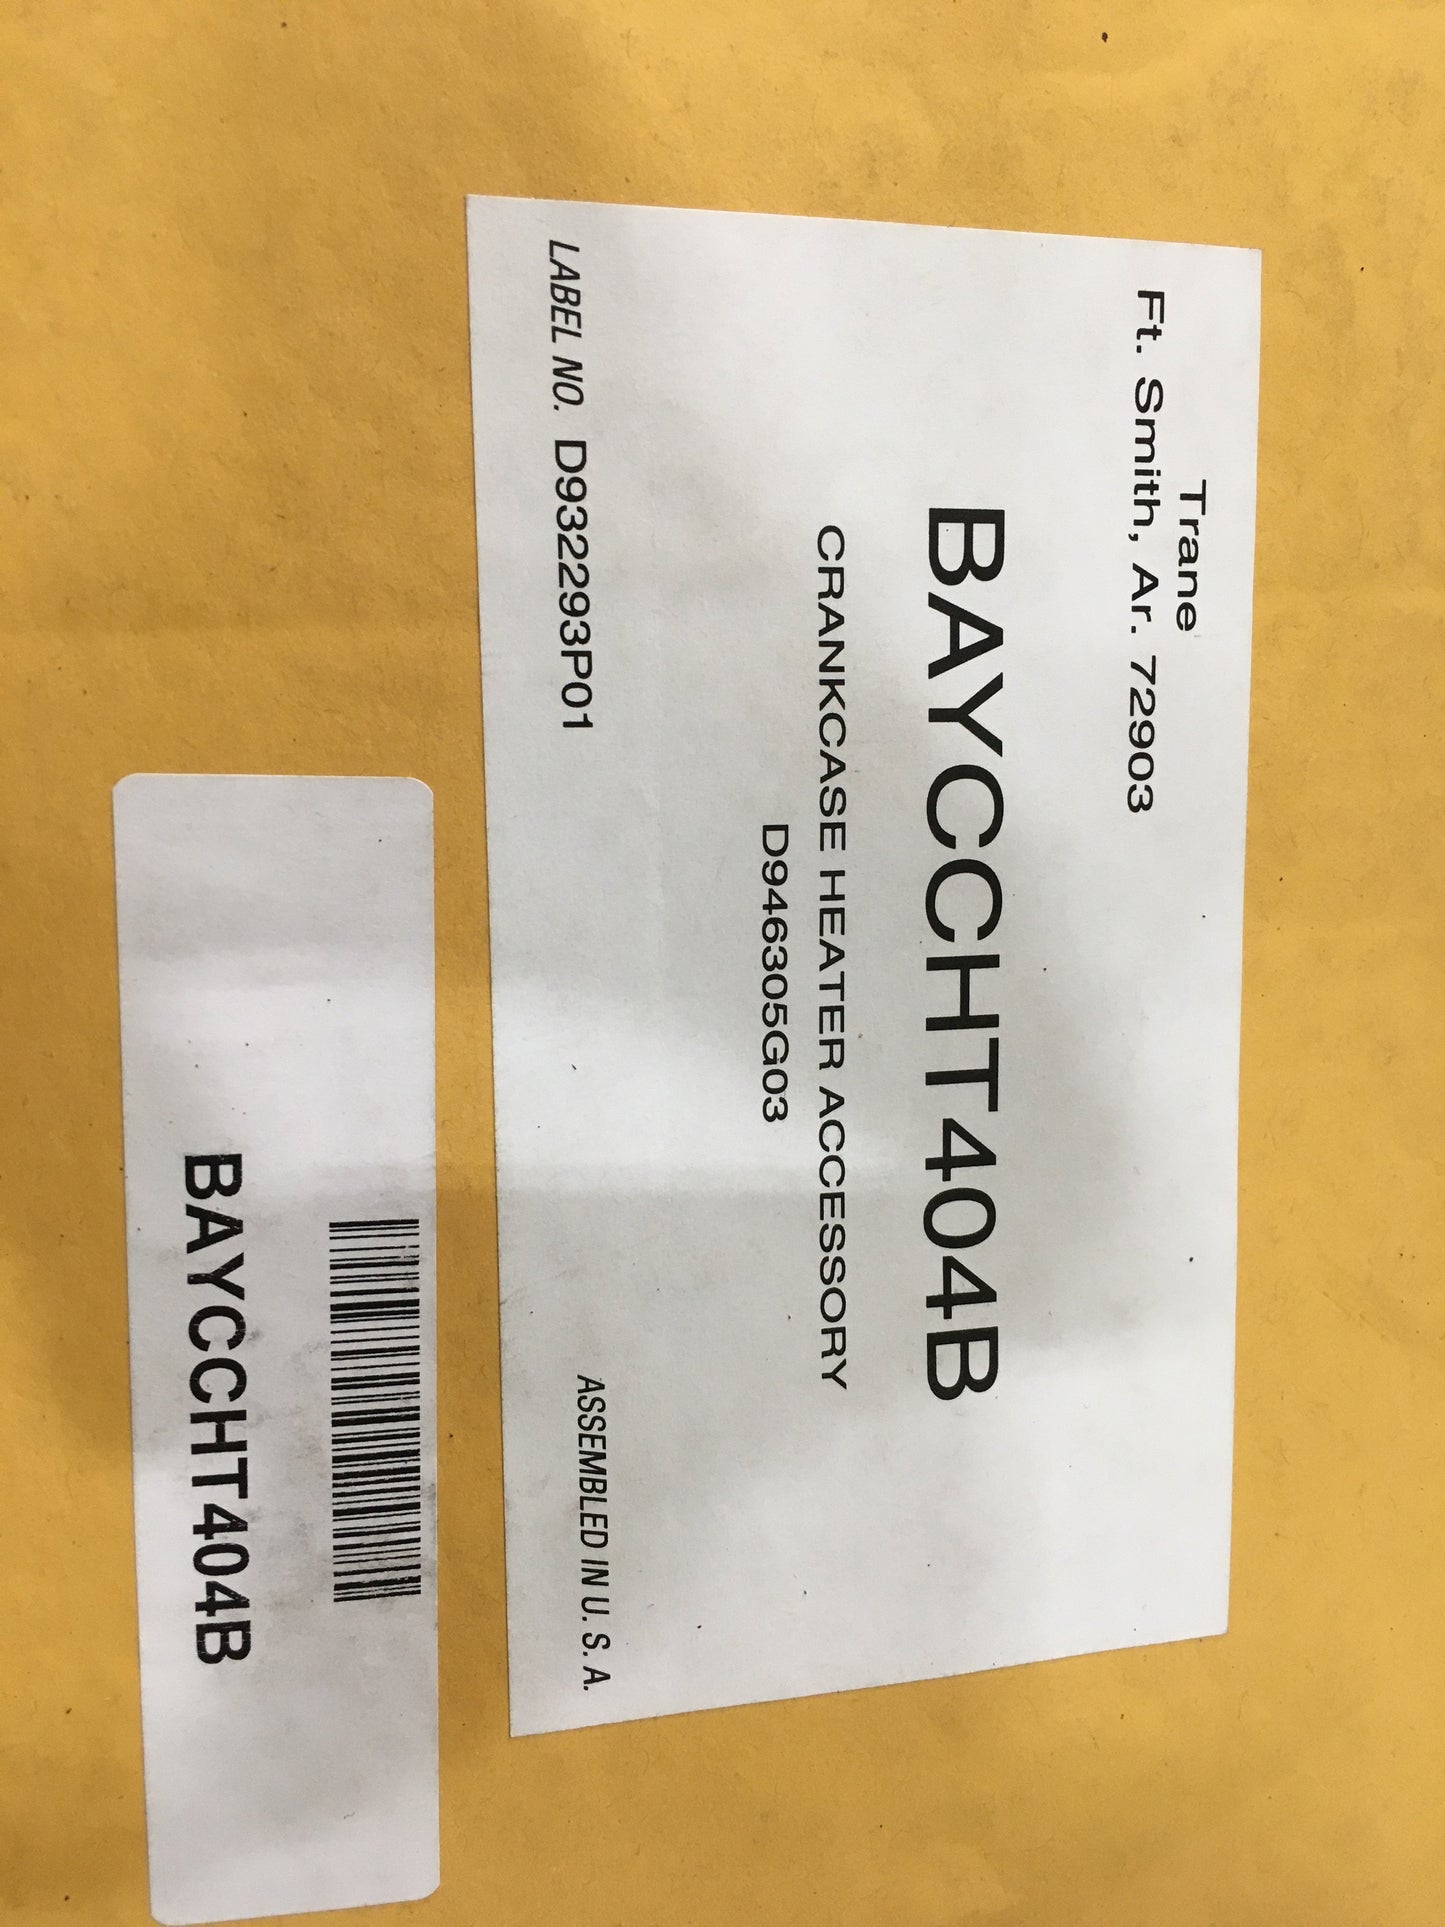 Trane
Ft. Smith, Ar. 72903
BAYCCHT404B
CRANKCASE HEATER ACCESSORY
D946305G03
LABEL NO. D932293P01
ASSEMBLED IN U. S. A.
BAYCCHT404B